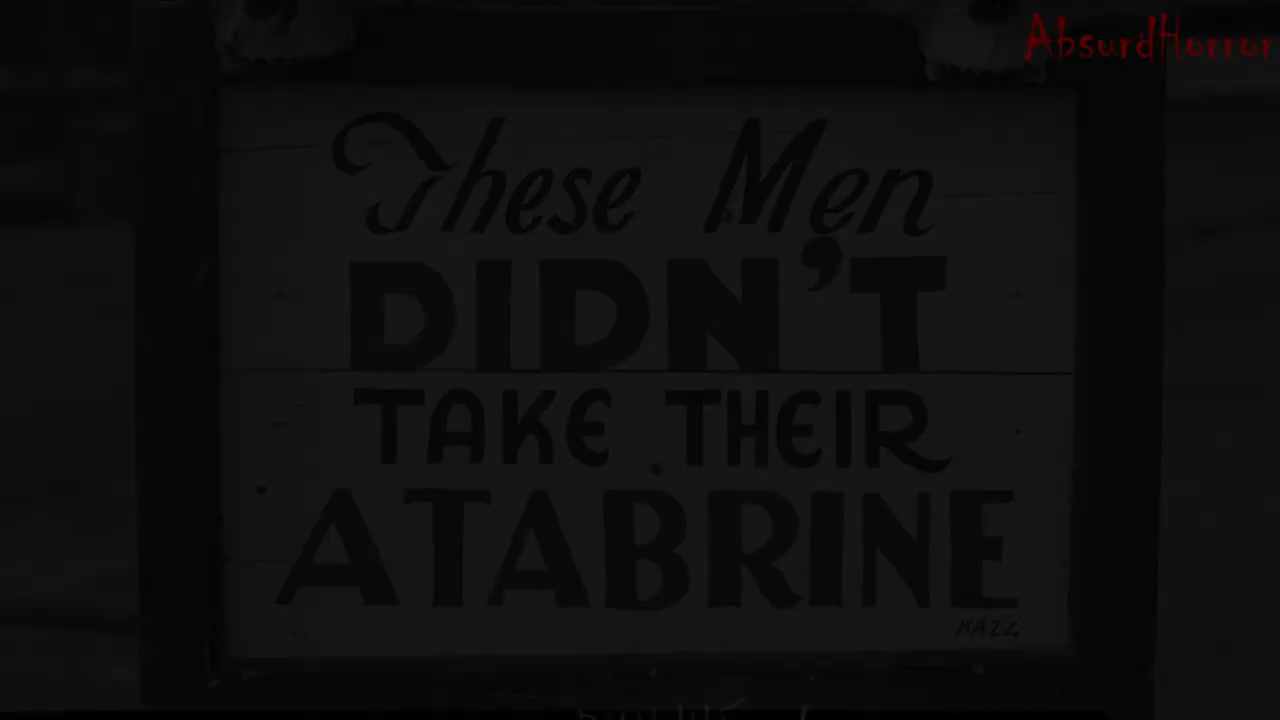 AbsurdHorror
These Men
DIDN'T
TAKE THEIR
ATABRINE